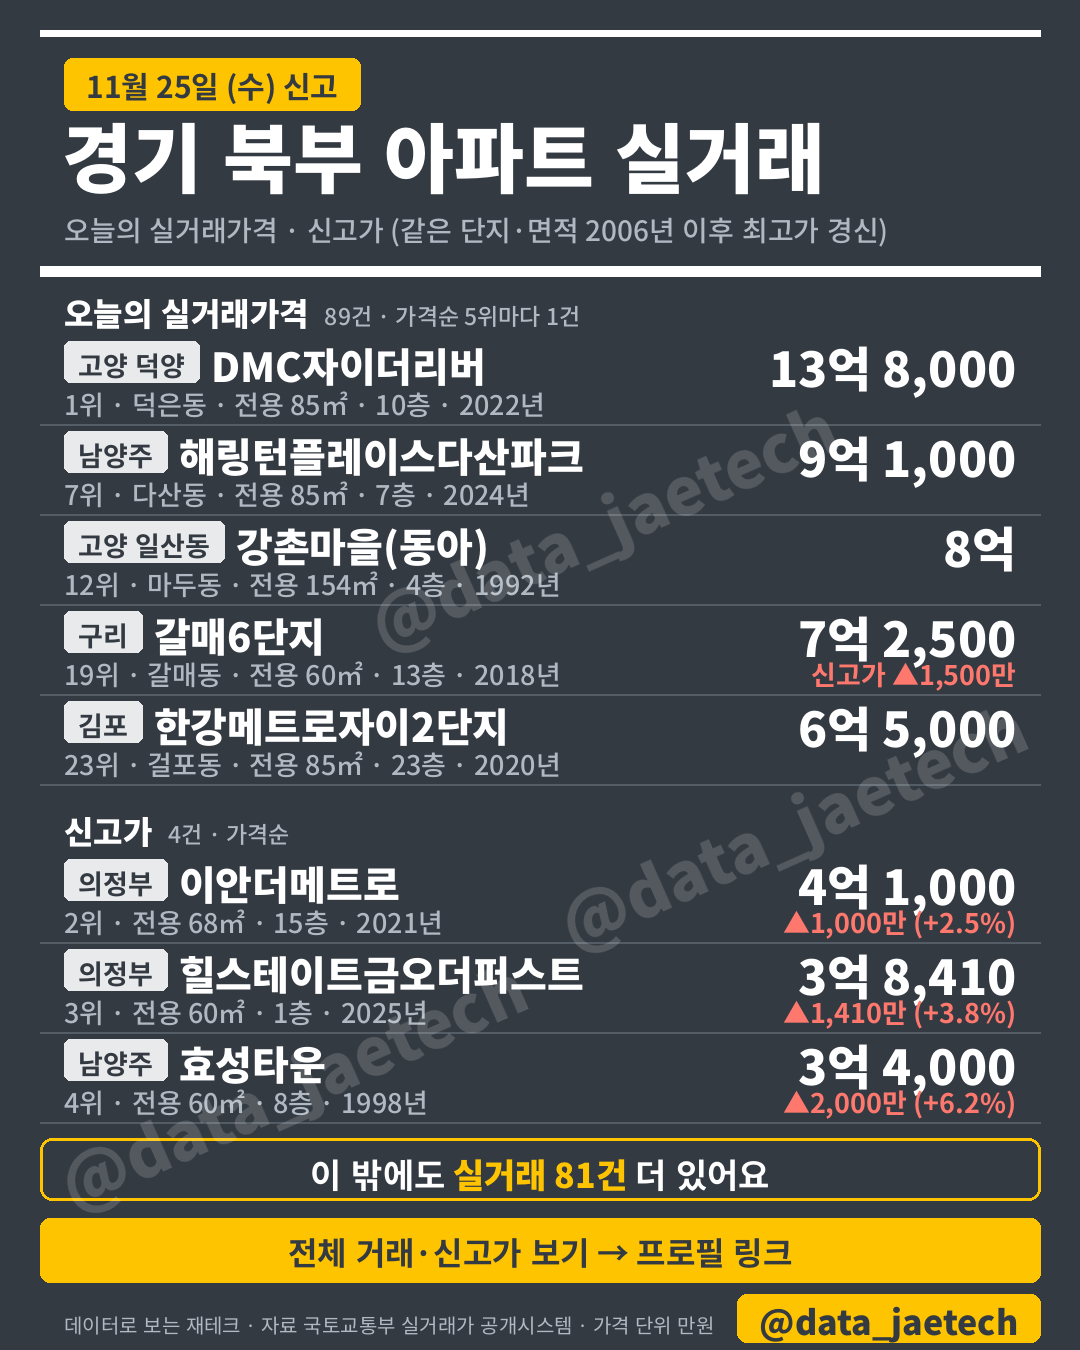 11월 25일 (수) 신고
경기 북부 아파트 실거래
오늘의 실거래가격 · 신고가 (같은 단지·면적 2006년 이후 최고가 경신)
오늘의 실거래가격 89건 · 가격순 5위마다 1건
고양 덕양 DMC자이더리버 13억 8,000
1위 · 덕은동 · 전용 85㎡ · 10층 · 2022년
남양주 해링턴플레이스다산파크 9억 1,000
7위 · 다산동 · 전용 85㎡ · 7층 · 2024년
고양 일산동 강촌마을(동아) 8억
12위 · 마두동 · 전용 154㎡ · 4층 · 1992년
구리 갈매6단지 7억 2,500
19위 · 갈매동 · 전용 60㎡ · 13층 · 2018년 신고가 ▲1,500만
김포 한강메트로자이2단지 6억 5,000
23위 · 걸포동 · 전용 85㎡ · 23층 · 2020년
신고가 4건 · 가격순
의정부 이안더메트로 4억 1,000
2위 · 전용 68㎡ · 15층 · 2021년 ▲1,000만 (+2.5%)
의정부 힐스테이트금오더퍼스트 3억 8,410
3위 · 전용 60㎡ · 1층 · 2025년 ▲1,410만 (+3.8%)
남양주 효성타운 3억 4,000
4위 · 전용 60㎡ · 8층 · 1998년 ▲2,000만 (+6.2%)
이 밖에도 실거래 81건 더 있어요
전체 거래·신고가 보기 → 프로필 링크
데이터로 보는 재테크 · 자료 국토교통부 실거래가 공개시스템 · 가격 단위 만원 @data_jaetech
@data_jaetech
@data_jaetech
@data_jaetech